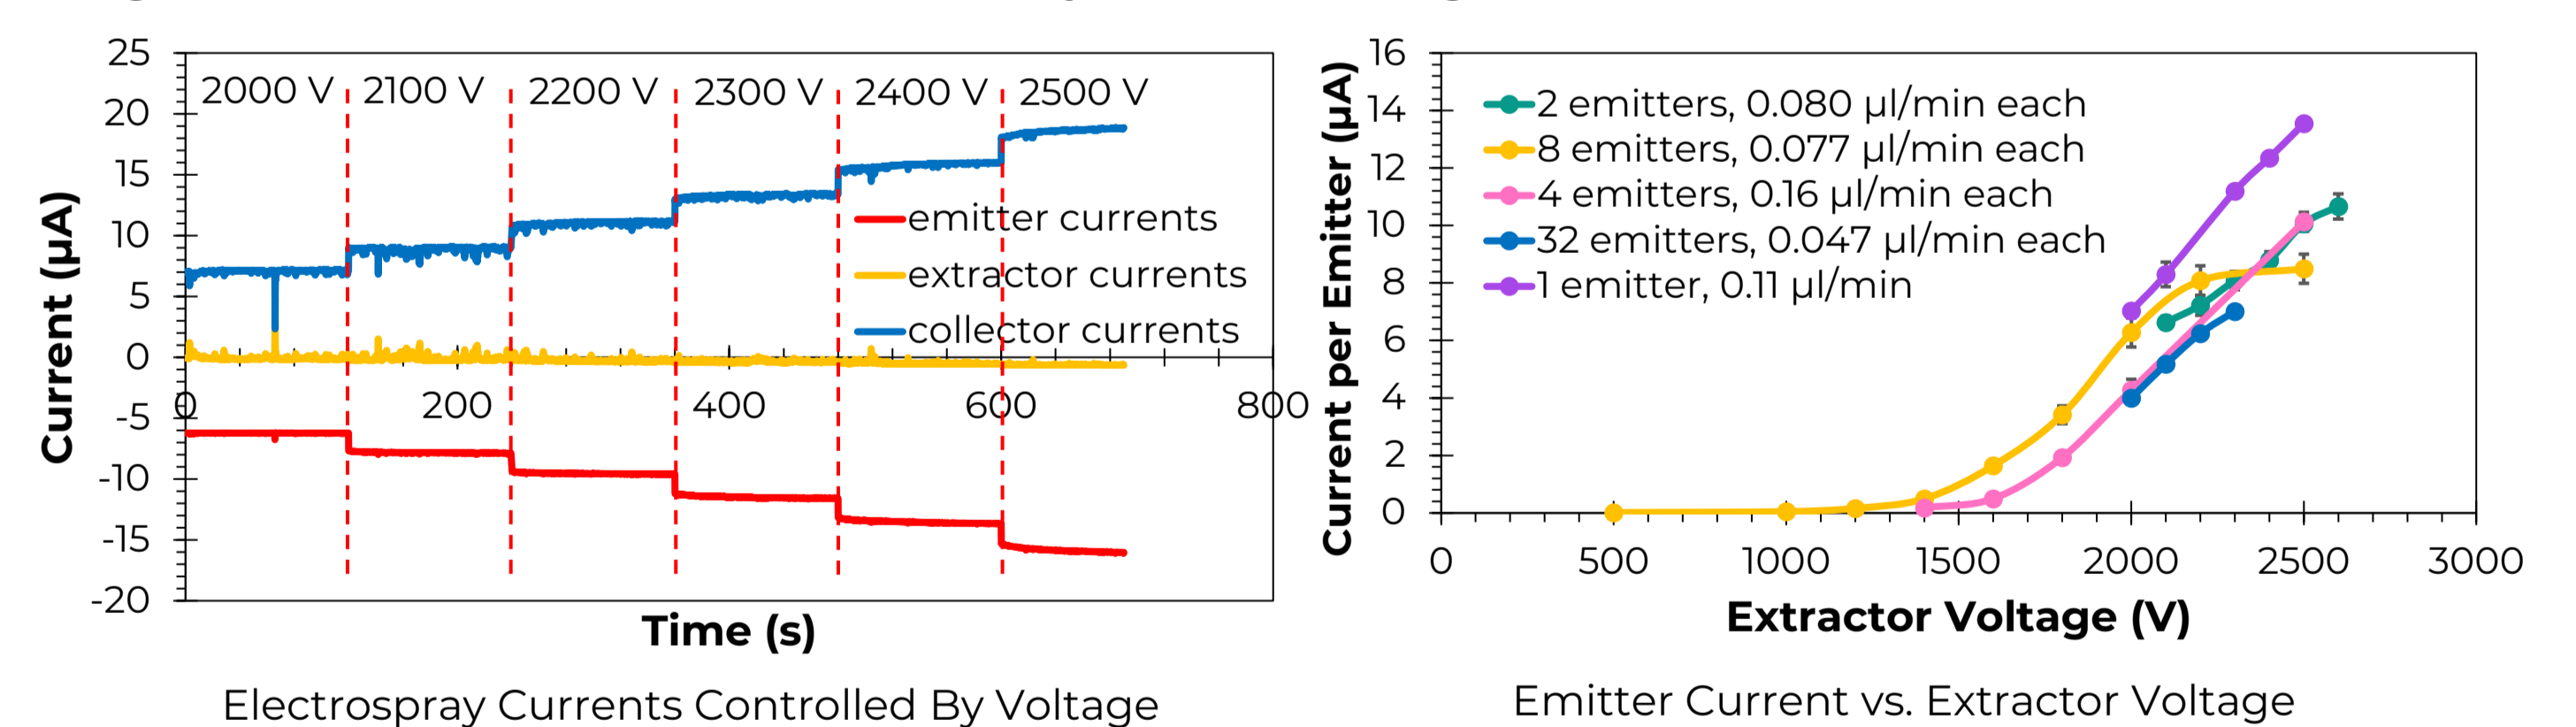 25
20
15
10
5
0
-5
-10
-15
-20
Current (µA)
2000 V
2100 V
2200 V
2300 V
2400 V
2500 V
emitter currents
extractor currents
collector currents
0
200
400
600
800
Time (s)
Electrospray Currents Controlled By Voltage
16
14
12
10
8
6
4
2
0
Current per Emitter (µA)
2 emitters, 0.080 µl/min each
8 emitters, 0.077 µl/min each
4 emitters, 0.16 µl/min each
32 emitters, 0.047 µl/min each
1 emitter, 0.11 µl/min
0
500
1000
1500
2000
2500
3000
Extractor Voltage (V)
Emitter Current vs. Extractor Voltage